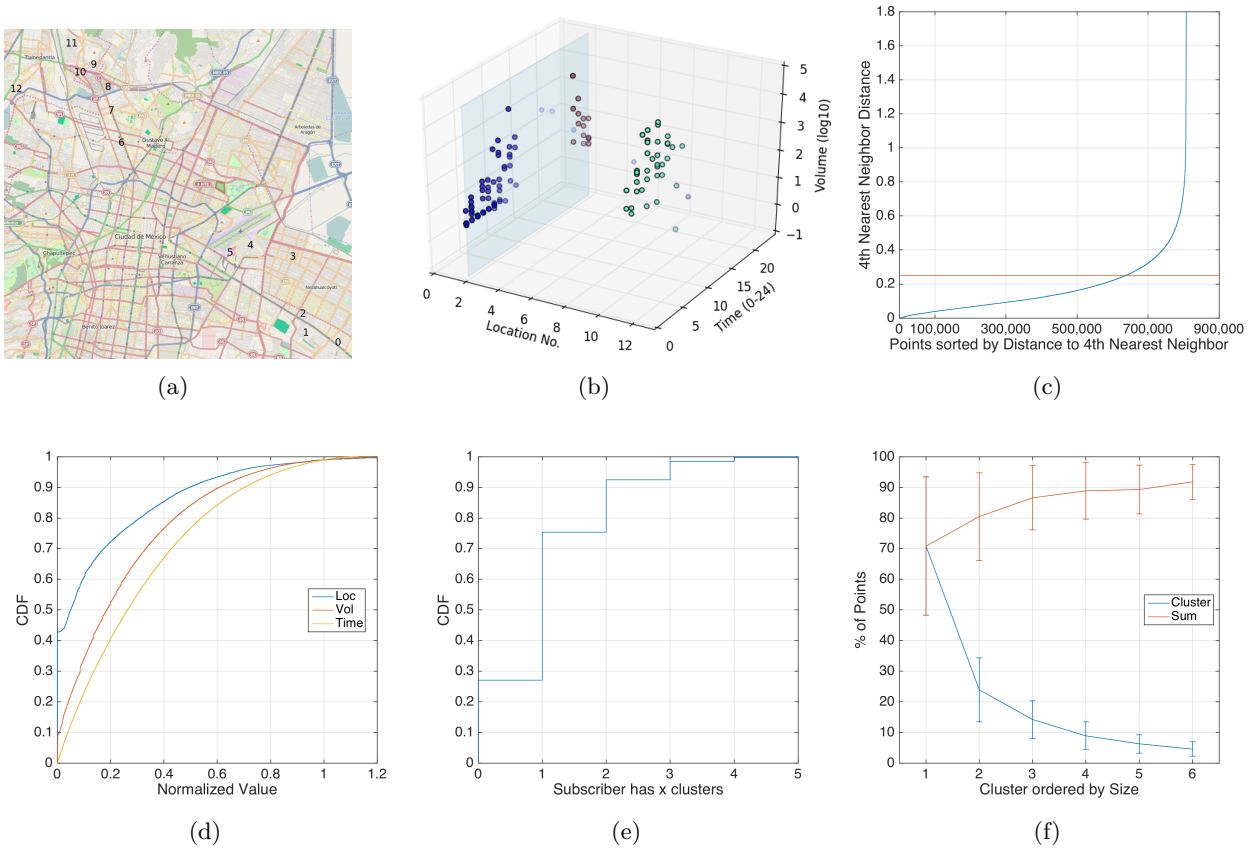 11
9
10
Tlalnepantla
8
12
7
Gustavo A.
Madero
6
Arboledas de
Aragón
Ciudad de México
4
5
3
Chapultepec
Venustiano
Carranza
Nezahualcóyotl
2
1
Benito Juárez
0
(a)
5
4
3
2
1
0
−1
Volume (log10)
20
15
10
5
0
Time (0-24)
0
2
4
6
8
10
12
Location No.
(b)
1.8
1.6
1.4
1.2
1
0.8
0.6
0.4
0.2
0
4th Nearest Neighbor Distance
0 100,000 300,000 500,000 700,000 900,000
Points sorted by Distance to 4th Nearest Neighbor
(c)
1
0.9
0.8
0.7
0.6
0.5
0.4
0.3
0.2
0.1
0
CDF
Loc
Vol
Time
0 0.2 0.4 0.6 0.8 1 1.2
Normalized Value
(d)
1
0.9
0.8
0.7
0.6
0.5
0.4
0.3
0.2
0.1
0
CDF
0 1 2 3 4 5
Subscriber has x clusters
(e)
100
90
80
70
60
50
40
30
20
10
0
% of Points
Cluster
Sum
1 2 3 4 5 6
Cluster ordered by Size
(f)